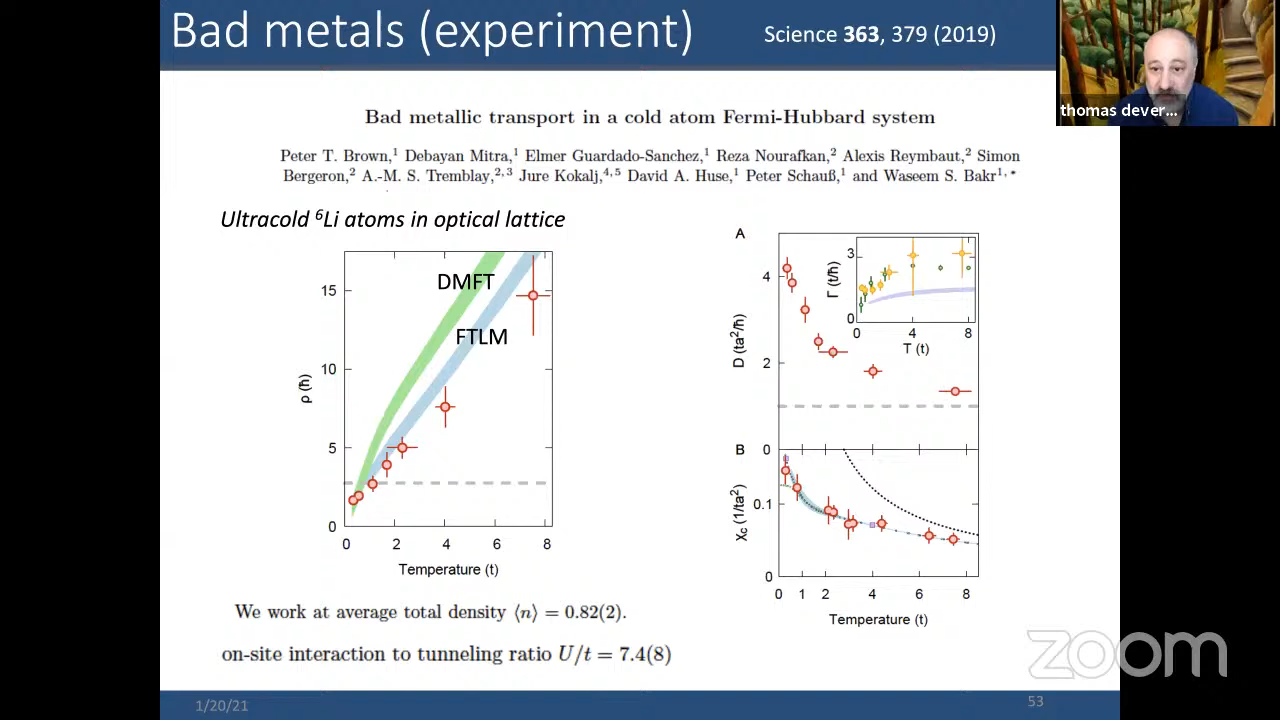 Bad metals (experiment)
Science 363, 379 (2019)
thomas dever...
Bad metallic transport in a cold atom Fermi-Hubbard system
Peter T. Brown,¹ Debayan Mitra,¹ Elmer Guardado-Sanchez,¹ Reza Nourafkan,² Alexis Reymbaut,² Simon
Bergeron,² A.-M. S. Tremblay,²,³ Jure Kokalj,⁴,⁵ David A. Huse,¹ Peter Schauß,¹ and Waseem S. Bakr¹,*
Ultracold ⁶Li atoms in optical lattice
DMFT
FTLM
15
10
5
0
ρ (ħ)
0 2 4 6 8
Temperature (t)
A
4
2
0
D (ta²/ħ)
3
0
Γ (t/ħ)
0 4 8
T (t)
B
0.1
0
χc (1/ta²)
0 1 2 4 6 8
Temperature (t)
We work at average total density ⟨n⟩ = 0.82(2).
on-site interaction to tunneling ratio U/t = 7.4(8)
zoom
1/20/21
53